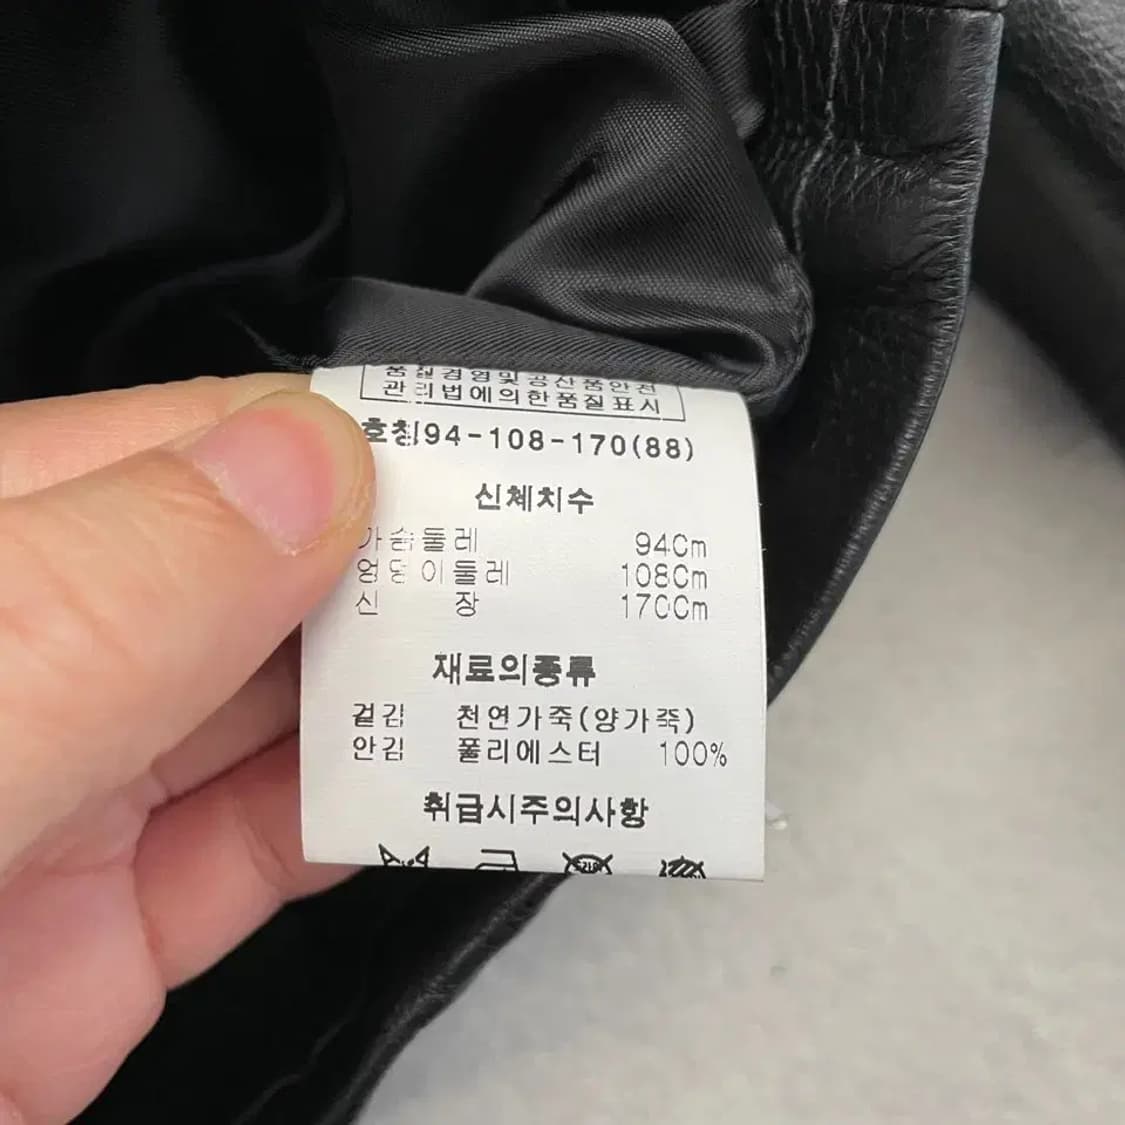 품질경영및공산품안전
관리법에의한품질표시
호칭94-108-170(88)
신체치수
가슴둘레 94Cm
엉덩이둘레 108Cm
신 장 170Cm
재료의종류
겉김 천연가죽(양가죽)
안김 폴리에스터 100%
취급시주의사항